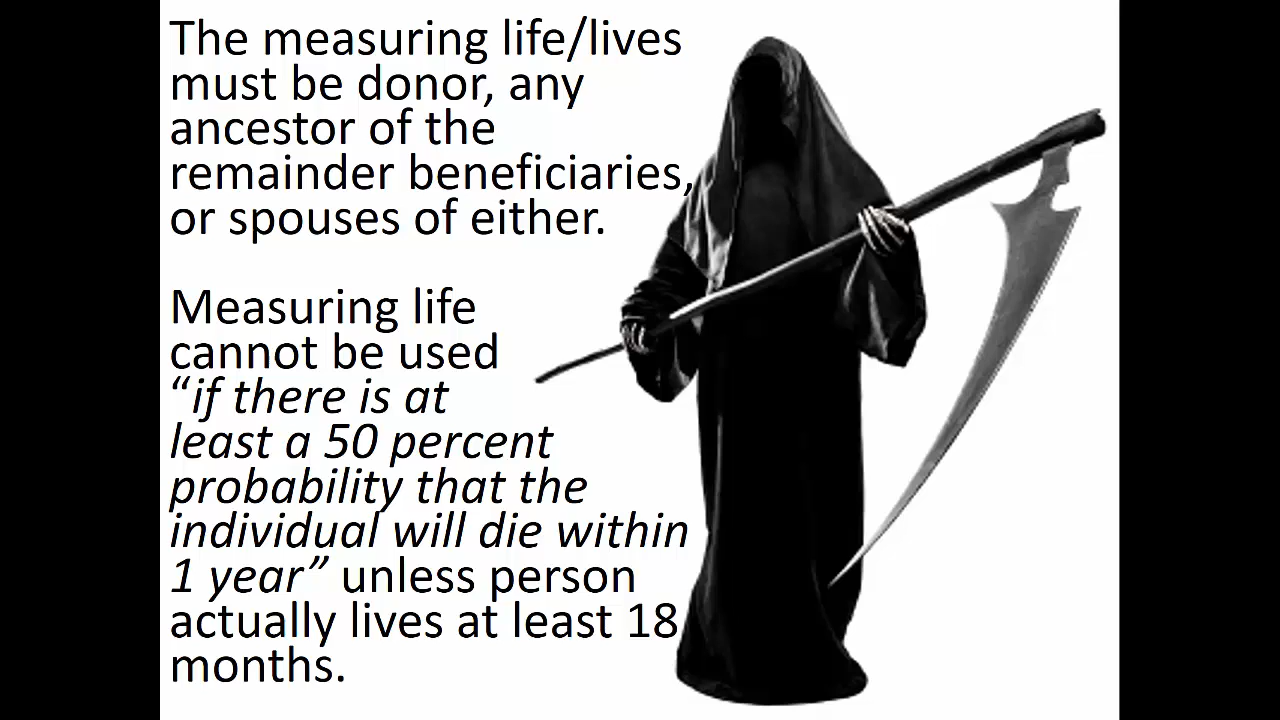 The measuring life/lives
must be donor, any
ancestor of the
remainder beneficiaries,
or spouses of either.
Measuring life
cannot be used
“if there is at
least a 50 percent
probability that the
individual will die within
1 year” unless person
actually lives at least 18
months.